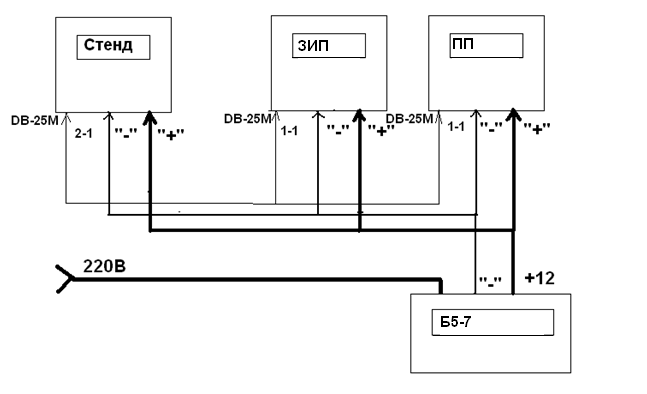 Стенд
ЗИП
ПП
DB-25M
2-1
"-"
"+"
DB-25M
1-1
"-"
"+"
DB-25M
1-1
"-"
"+"
220В
"-"
+12
Б5-7